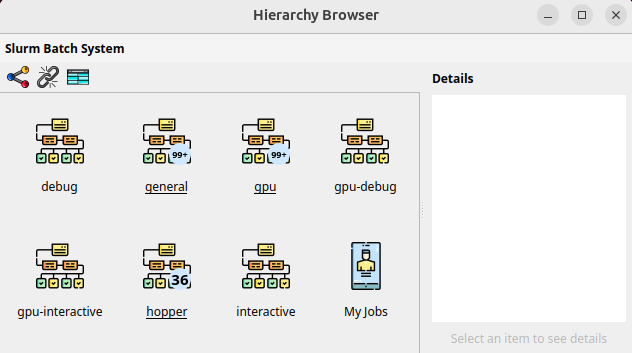 Hierarchy Browser
Slurm Batch System
Details
99+
99+
debug
general
gpu
gpu-debug
36
gpu-interactive
hopper
interactive
My Jobs
Select an item to see details